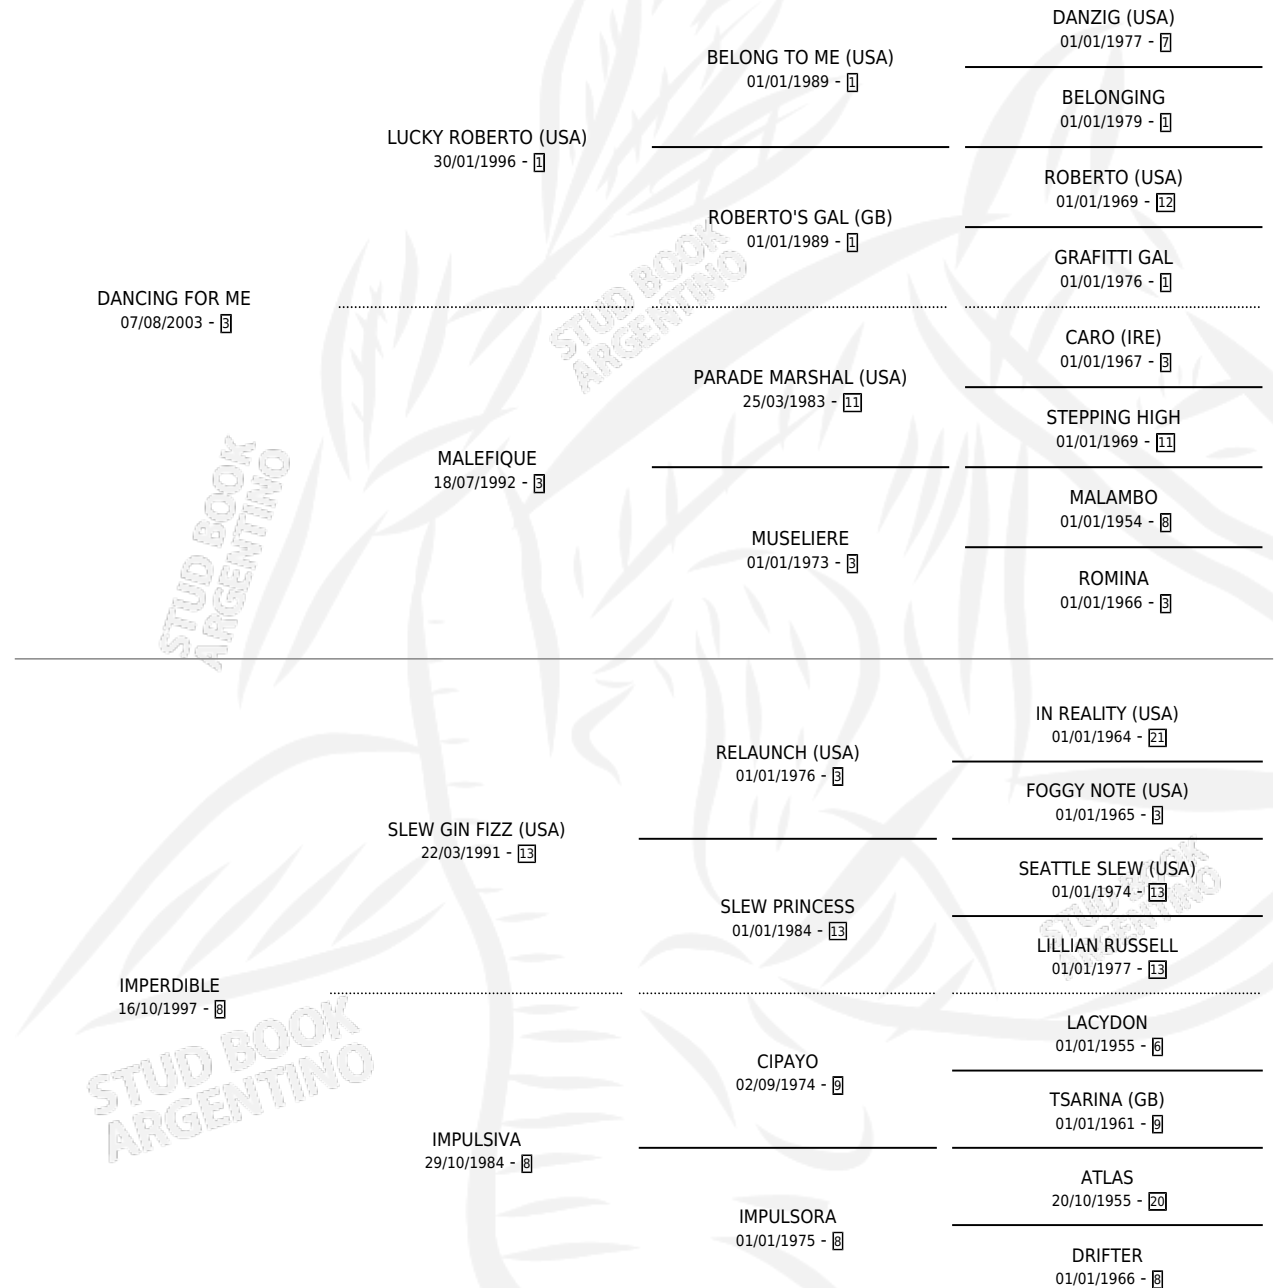 DANZIG (USA)
01/01/1977 - 7
BELONG TO ME (USA)
01/01/1989 - 1
BELONGING
01/01/1979 - 1
LUCKY ROBERTO (USA)
30/01/1996 - 1
ROBERTO (USA)
01/01/1969 - 12
ROBERTO'S GAL (GB)
01/01/1989 - 1
GRAFITTI GAL
01/01/1976 - 1
DANCING FOR ME
07/08/2003 - 3
STUD BOOK
ARGENTINO
CARO (IRE)
01/01/1967 - 3
PARADE MARSHAL (USA)
25/03/1983 - 11
STEPPING HIGH
01/01/1969 - 11
MALEFIQUE
18/07/1992 - 3
MALAMBO
01/01/1954 - 8
MUSELIERE
01/01/1973 - 3
ROMINA
01/01/1966 - 3
STUD BOOK
ARGENTINO
IN REALITY (USA)
01/01/1964 - 21
RELAUNCH (USA)
01/01/1976 - 3
FOGGY NOTE (USA)
01/01/1965 - 3
SLEW GIN FIZZ (USA)
22/03/1991 - 13
SEATTLE SLEW (USA)
01/01/1974 - 13
STUD BOOK
ARGENTINO
SLEW PRINCESS
01/01/1984 - 13
LILLIAN RUSSELL
01/01/1977 - 13
IMPERDIBLE
16/10/1997 - 8
STUD BOOK
ARGENTINO
LACYDON
01/01/1955 - 6
CIPAYO
02/09/1974 - 9
TSARINA (GB)
01/01/1961 - 9
IMPULSIVA
29/10/1984 - 8
ATLAS
20/10/1955 - 20
IMPULSORA
01/01/1975 - 8
DRIFTER
01/01/1966 - 8